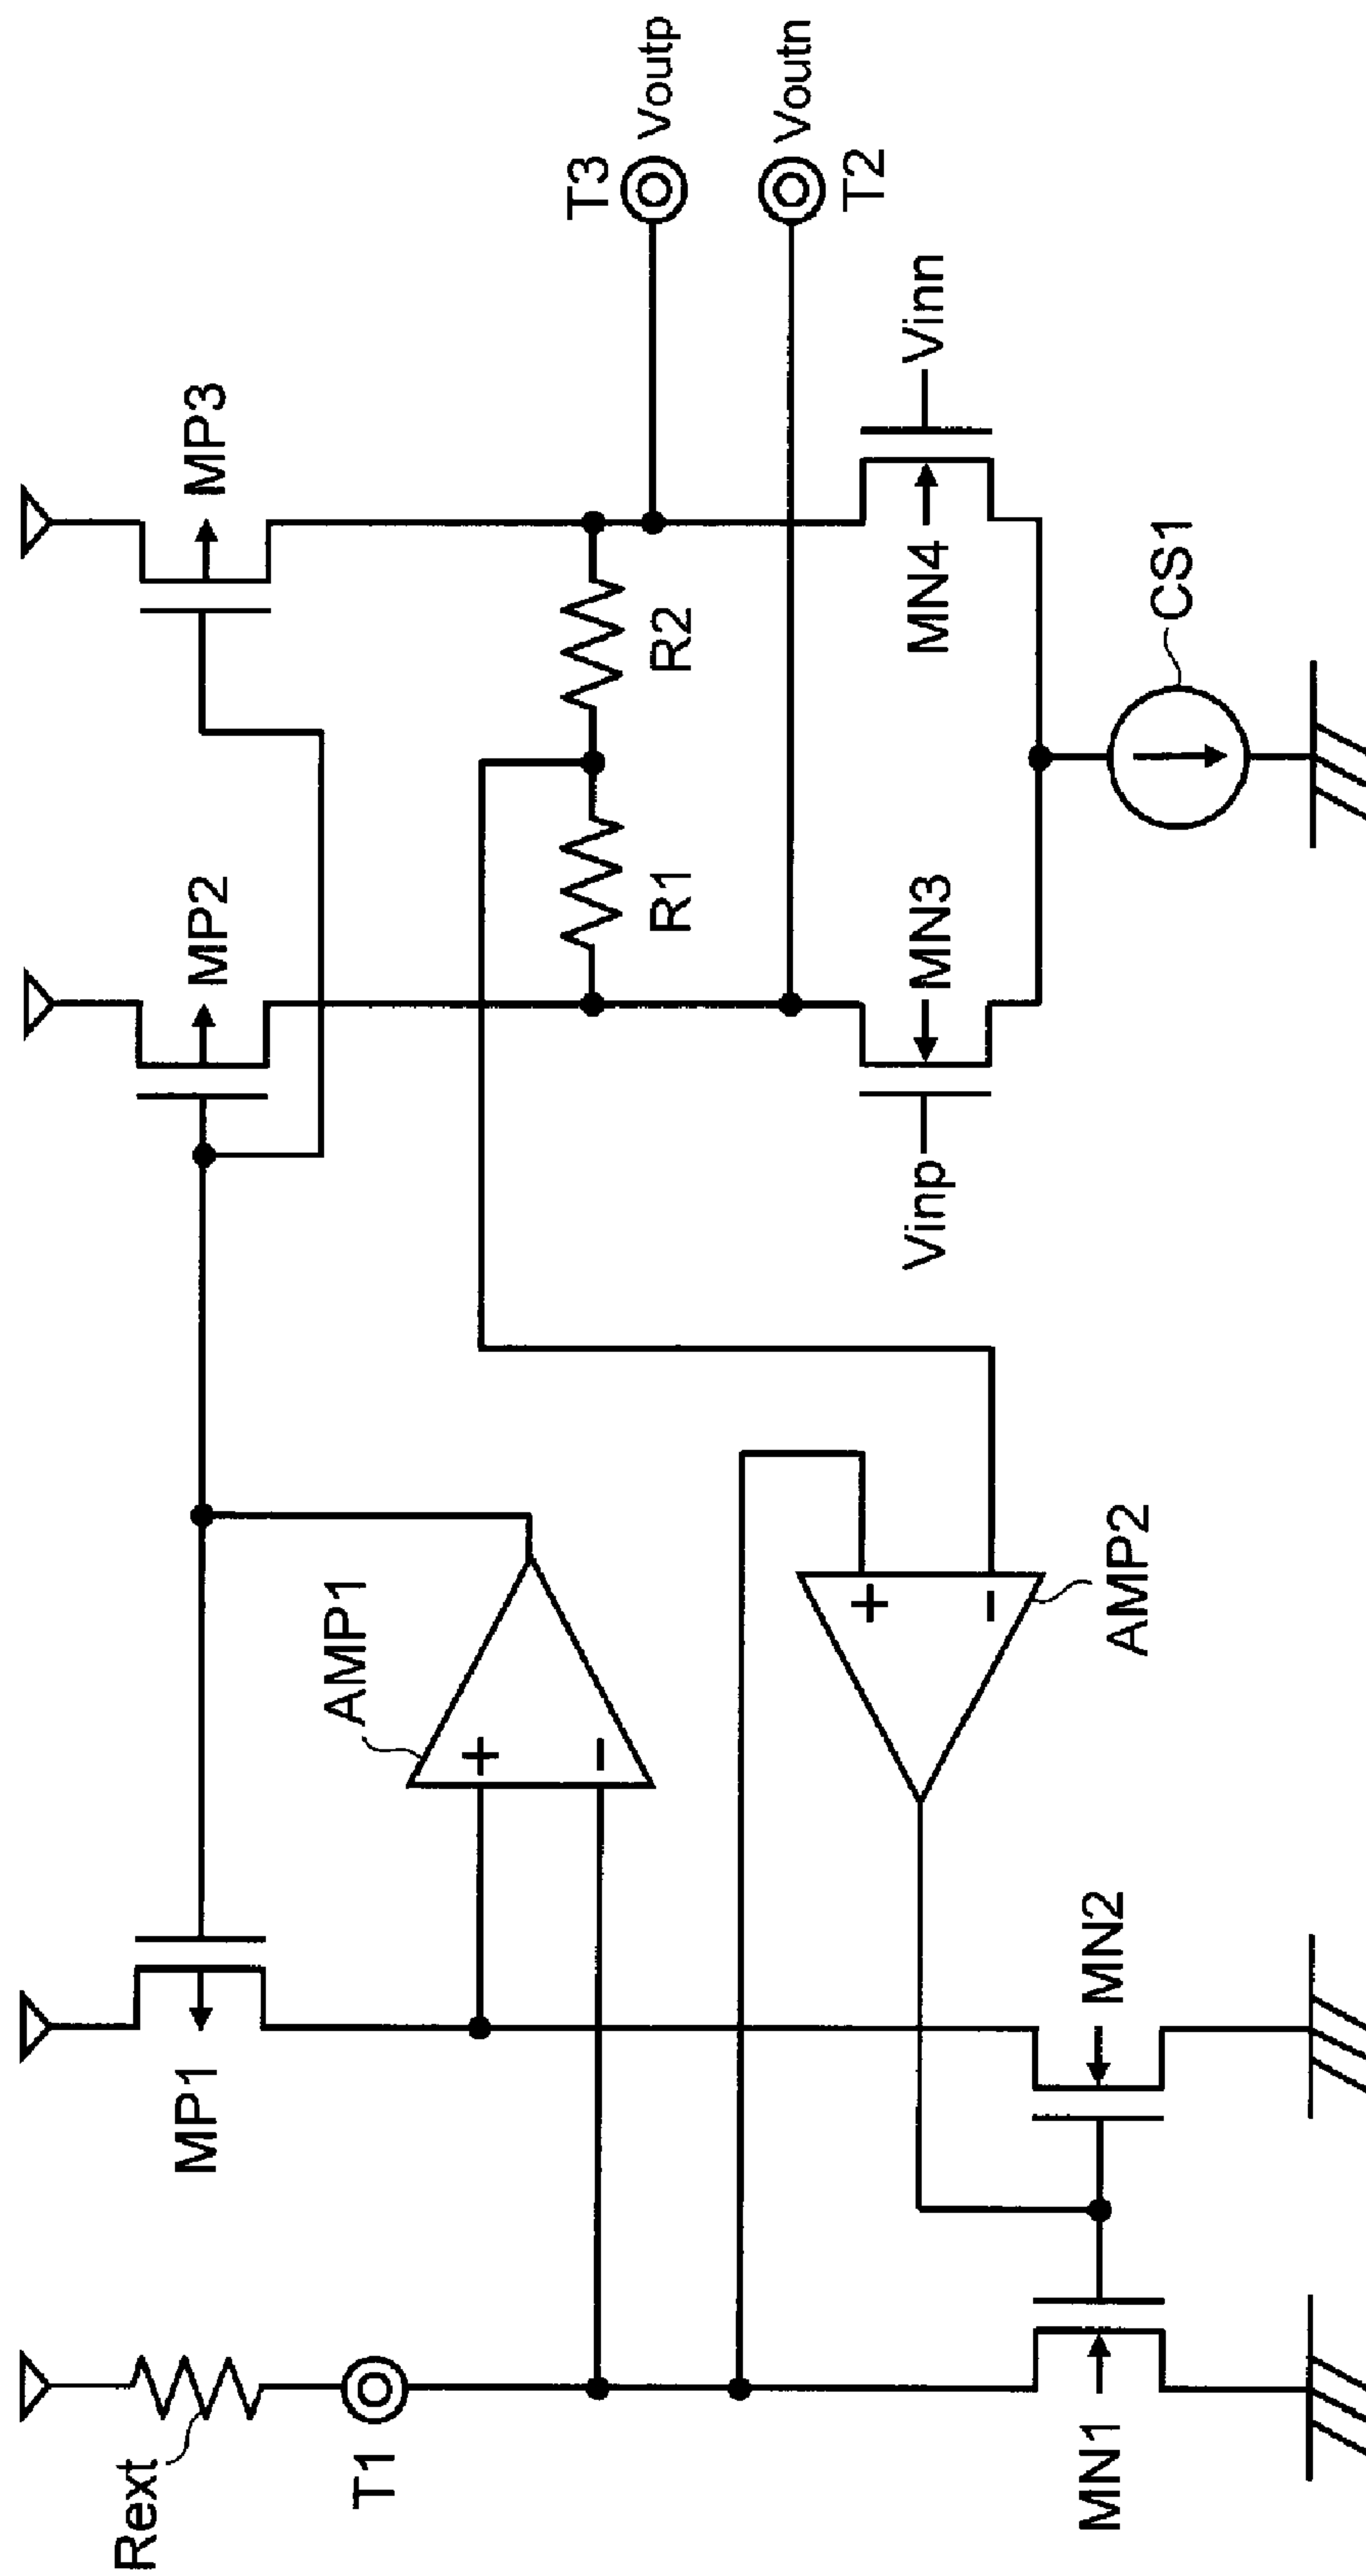 Rext
T1
MP1
AMP1
+
-
MP2
MP3
R1
R2
T3
Voutp
Voutn
T2
AMP2
+
-
Vinp
MN3
MN4
Vinn
CS1
MN1
MN2